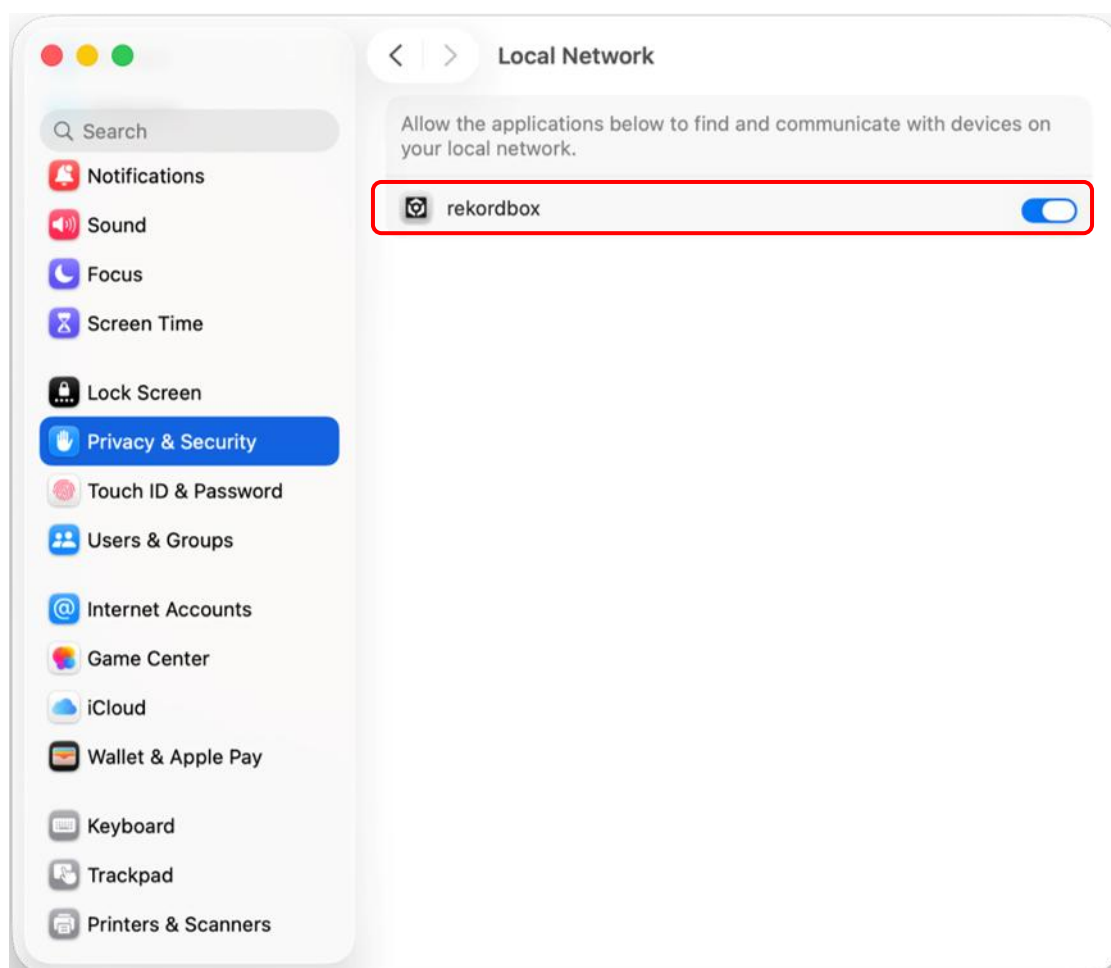 Local Network
Search
Notifications
Sound
Focus
Screen Time
Lock Screen
Privacy & Security
Touch ID & Password
Users & Groups
Internet Accounts
Game Center
iCloud
Wallet & Apple Pay
Keyboard
Trackpad
Printers & Scanners
Allow the applications below to find and communicate with devices on
your local network.
rekordbox